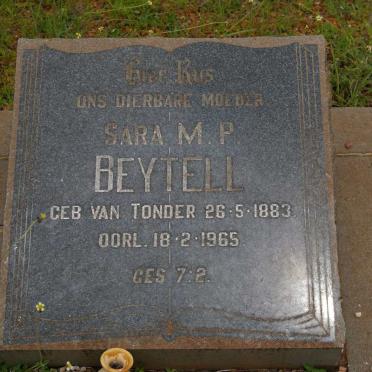 Hier Rus
ONS DIERBARE MOEDER
SARA M. P.
BEYTELL
GEB VAN TONDER 26-5-1883
OORL. 18-2-1965
GES 7:2.